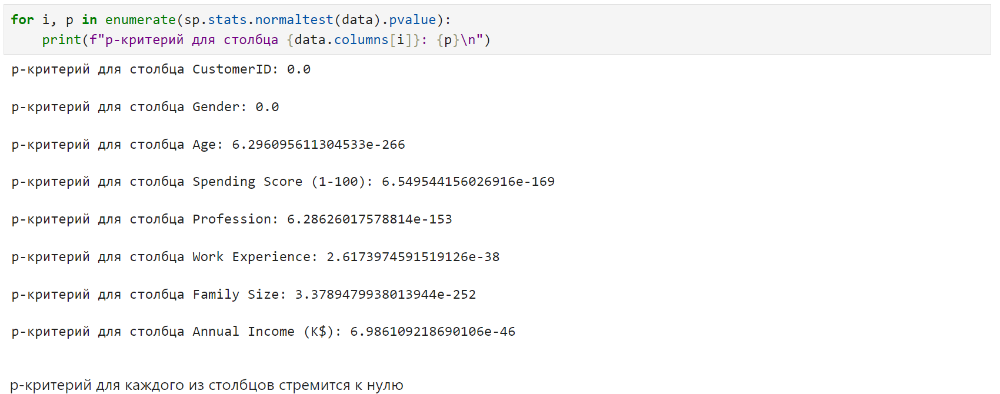 for i, p in enumerate(sp.stats.normaltest(data).pvalue):
    print(f"p-критерий для столбца {data.columns[i]}: {p}\n")
p-критерий для столбца CustomerID: 0.0
p-критерий для столбца Gender: 0.0
p-критерий для столбца Age: 6.296095611304533e-266
p-критерий для столбца Spending Score (1-100): 6.549544156026916e-169
p-критерий для столбца Profession: 6.28626017578814e-153
p-критерий для столбца Work Experience: 2.6173974591519126e-38
p-критерий для столбца Family Size: 3.3789479938013944e-252
p-критерий для столбца Annual Income (K$): 6.986109218690106e-46
p-критерий для каждого из столбцов стремится к нулю